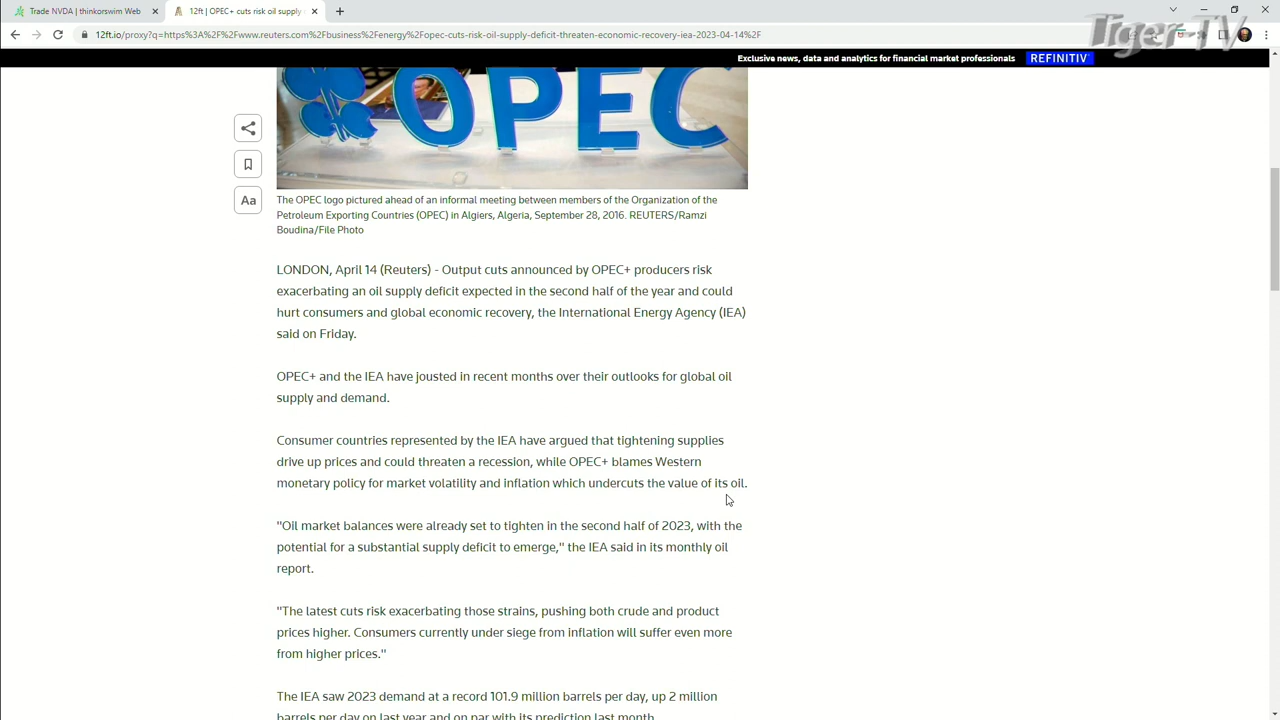 Trade NVDA | thinkorswim Web
12ft | OPEC+ cuts risk oil supply
12ft.io/proxy?q=https%3A%2F%2Fwww.reuters.com%2Fbusiness%2Fenergy%2Fopec-cuts-risk-oil-supply-deficit-threaten-economic-recovery-iea-2023-04-14%2F
Tiger TV
Exclusive news, data and analytics for financial market professionals REFINITIV
OPEC
Aa
The OPEC logo pictured ahead of an informal meeting between members of the Organization of the
Petroleum Exporting Countries (OPEC) in Algiers, Algeria, September 28, 2016. REUTERS/Ramzi
Boudina/File Photo
LONDON, April 14 (Reuters) - Output cuts announced by OPEC+ producers risk
exacerbating an oil supply deficit expected in the second half of the year and could
hurt consumers and global economic recovery, the International Energy Agency (IEA)
said on Friday.
OPEC+ and the IEA have jousted in recent months over their outlooks for global oil
supply and demand.
Consumer countries represented by the IEA have argued that tightening supplies
drive up prices and could threaten a recession, while OPEC+ blames Western
monetary policy for market volatility and inflation which undercuts the value of its oil.
"Oil market balances were already set to tighten in the second half of 2023, with the
potential for a substantial supply deficit to emerge," the IEA said in its monthly oil
report.
"The latest cuts risk exacerbating those strains, pushing both crude and product
prices higher. Consumers currently under siege from inflation will suffer even more
from higher prices."
The IEA saw 2023 demand at a record 101.9 million barrels per day, up 2 million
barrels per day on last year and on par with its prediction last month.